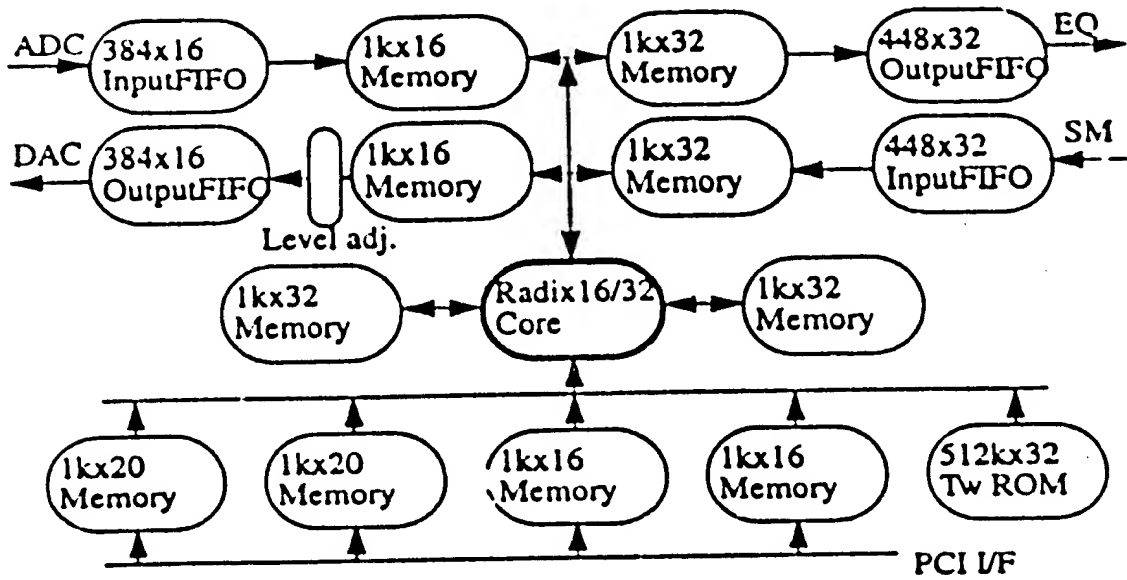 ADC
384x16
InputFIFO
1kx16
Memory
1kx32
Memory
448x32
OutputFIFO
EQ
DAC
384x16
OutputFIFO
Level adj.
1kx16
Memory
1kx32
Memory
448x32
InputFIFO
SM
1kx32
Memory
Radix16/32
Core
1kx32
Memory
1kx20
Memory
1kx20
Memory
1kx16
Memory
1kx16
Memory
512kx32
Tw ROM
PCI I/F